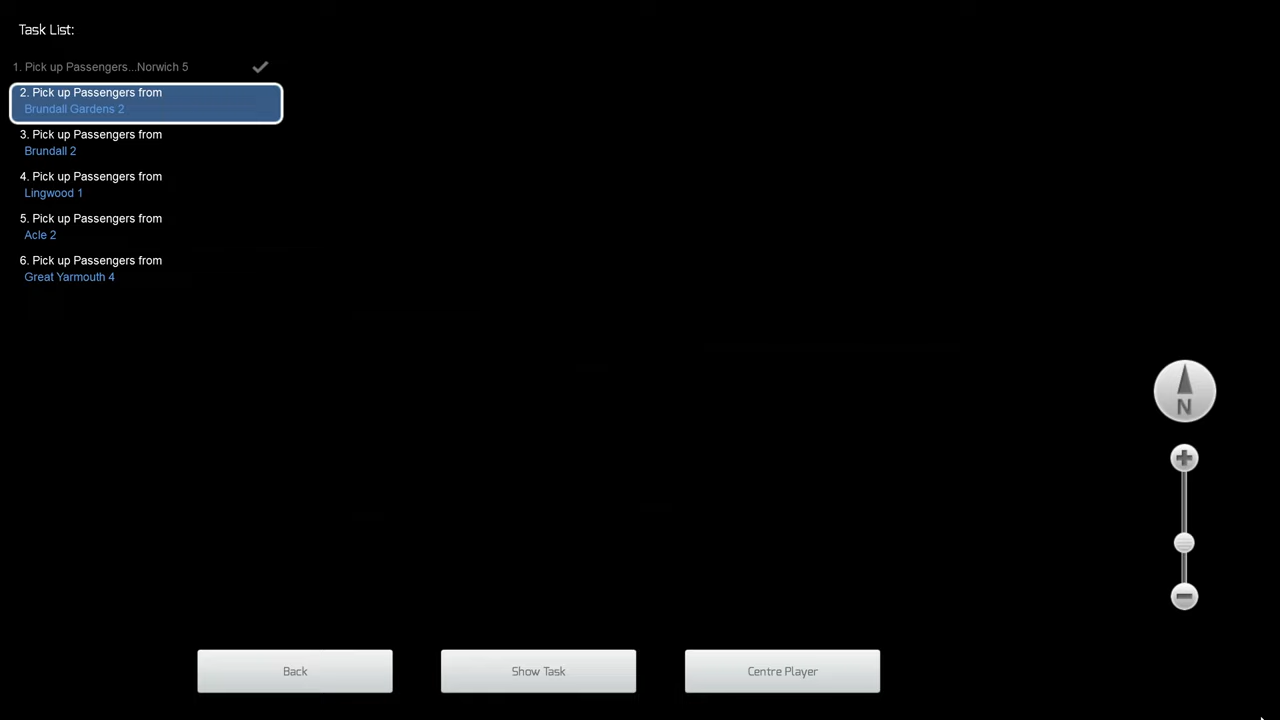 Task List:
1. Pick up Passengers...Norwich 5
2. Pick up Passengers from
Brundall Gardens 2
3. Pick up Passengers from
Brundall 2
4. Pick up Passengers from
Lingwood 1
5. Pick up Passengers from
Acle 2
6. Pick up Passengers from
Great Yarmouth 4
N
Back
Show Task
Centre Player